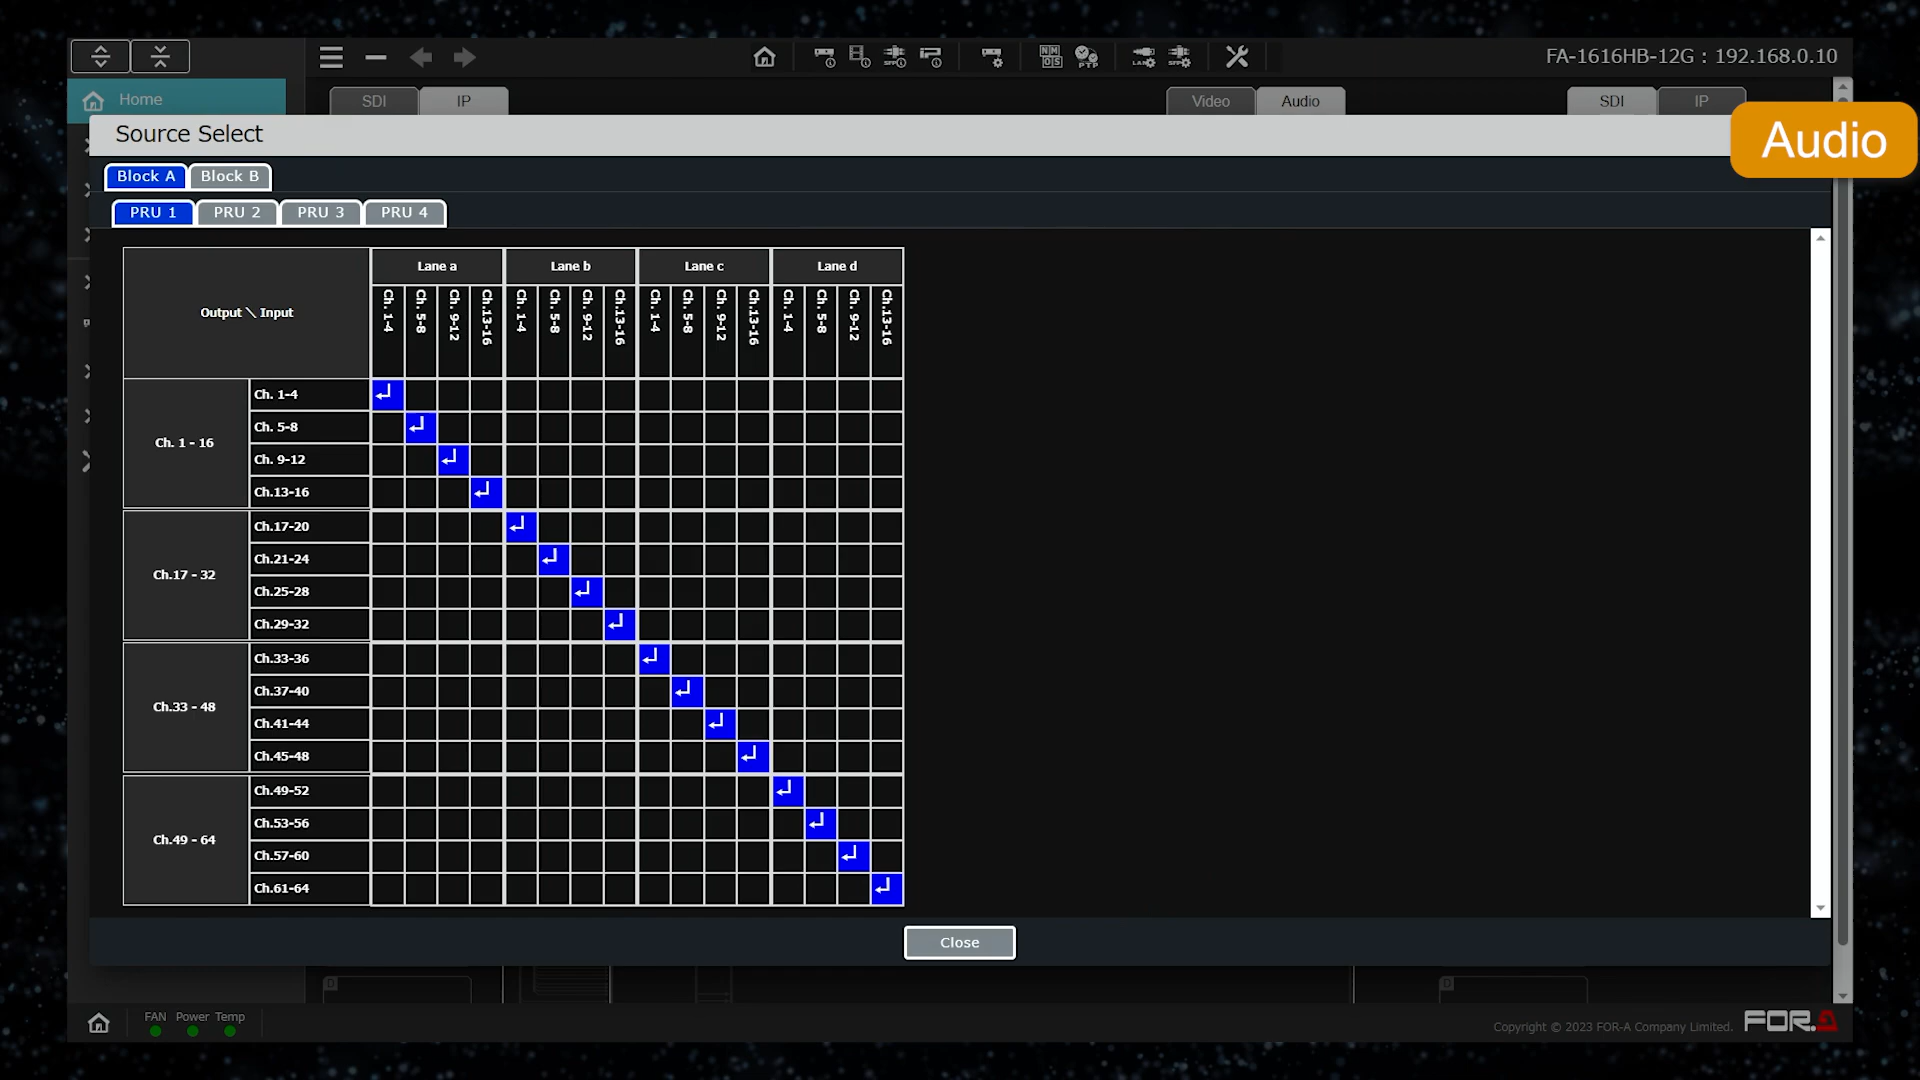 FA-1616HB-12G : 192.168.0.10
Home
SDI
IP
Video
Audio
SDI
IP
Source Select
Audio
Block A
Block B
PRU 1
PRU 2
PRU 3
PRU 4
Output \ Input
Lane a
Lane b
Lane c
Lane d
Ch. 1-4
Ch. 5-8
Ch. 9-12
Ch.13-16
Ch. 1-4
Ch. 5-8
Ch. 9-12
Ch.13-16
Ch. 1-4
Ch. 5-8
Ch. 9-12
Ch.13-16
Ch. 1-4
Ch. 5-8
Ch. 9-12
Ch.13-16
Ch. 1 - 16
Ch. 1-4
Ch. 5-8
Ch. 9-12
Ch.13-16
Ch.17 - 32
Ch.17-20
Ch.21-24
Ch.25-28
Ch.29-32
Ch.33 - 48
Ch.33-36
Ch.37-40
Ch.41-44
Ch.45-48
Ch.49 - 64
Ch.49-52
Ch.53-56
Ch.57-60
Ch.61-64
Close
D
D
FAN
Power
Temp
Copyright © 2023 FOR-A Company Limited.
FOR.A